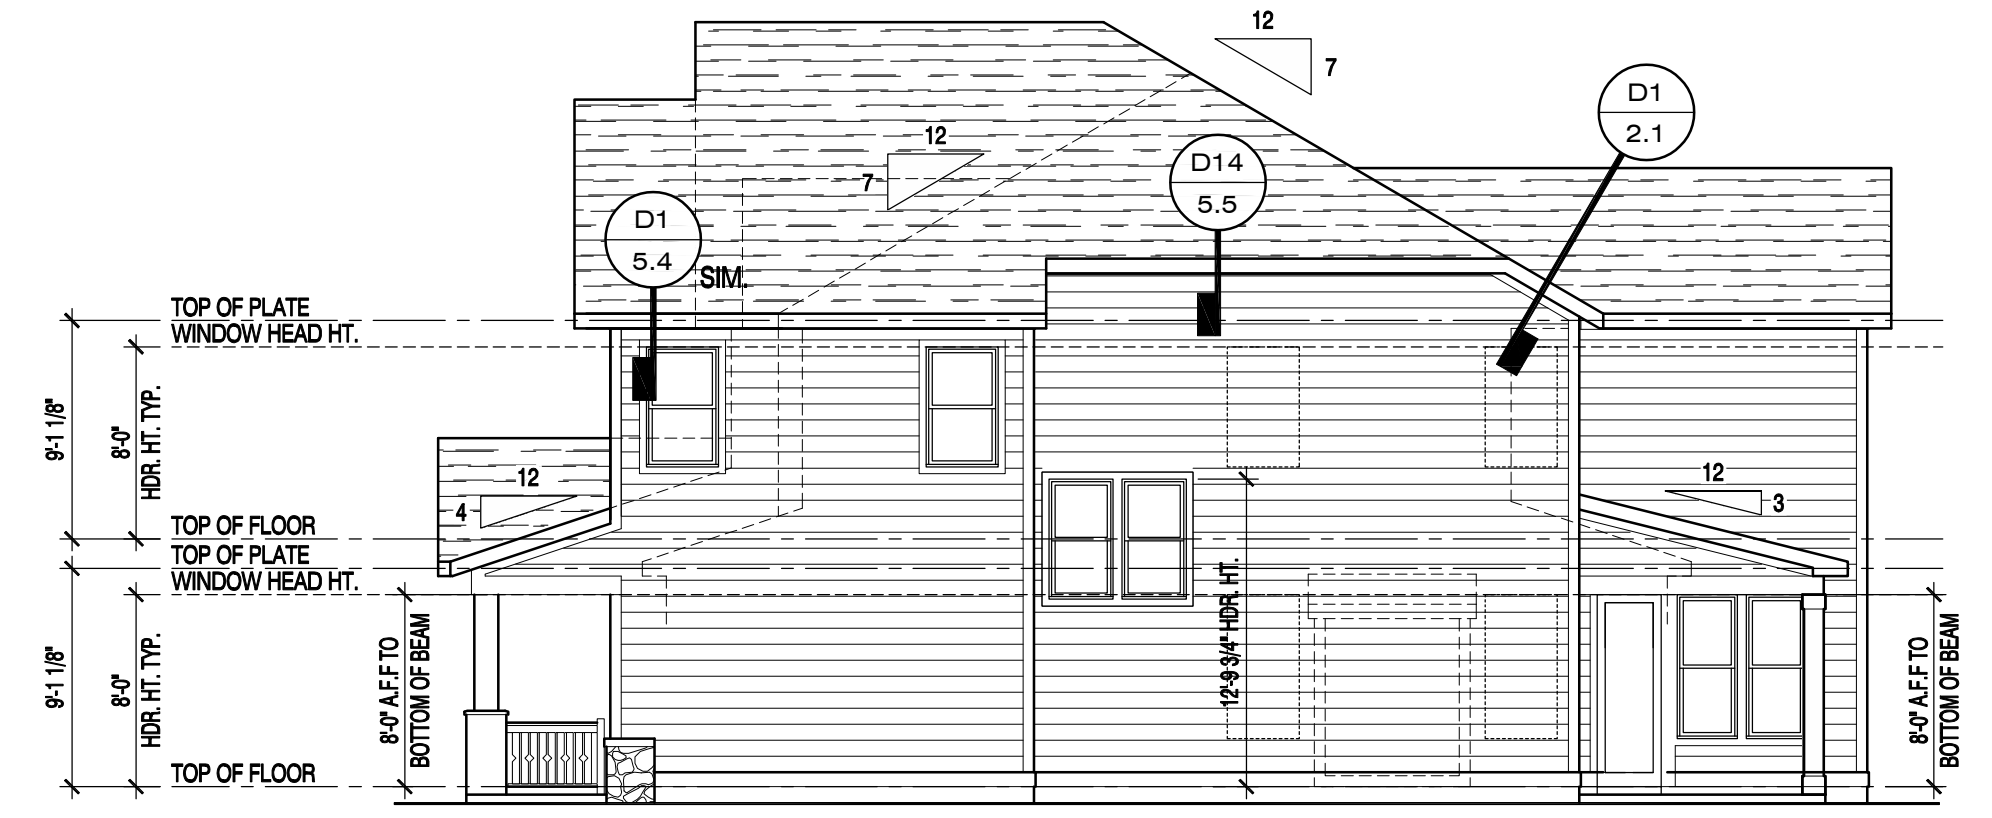 12
7
D1
2.1
12
7
D14
5.5
D1
5.4
SIM.
TOP OF PLATE
WINDOW HEAD HT.
9'-1 1/8"
8'-0"
HDR. HT. TYP.
12
4
12
3
TOP OF FLOOR
TOP OF PLATE
WINDOW HEAD HT.
9'-1 1/8"
8'-0"
HDR. HT. TYP.
8'-0" A.F.F TO
BOTTOM OF BEAM
12'-9 3/4" HDR. HT.
8'-0" A.F.F TO
BOTTOM OF BEAM
TOP OF FLOOR